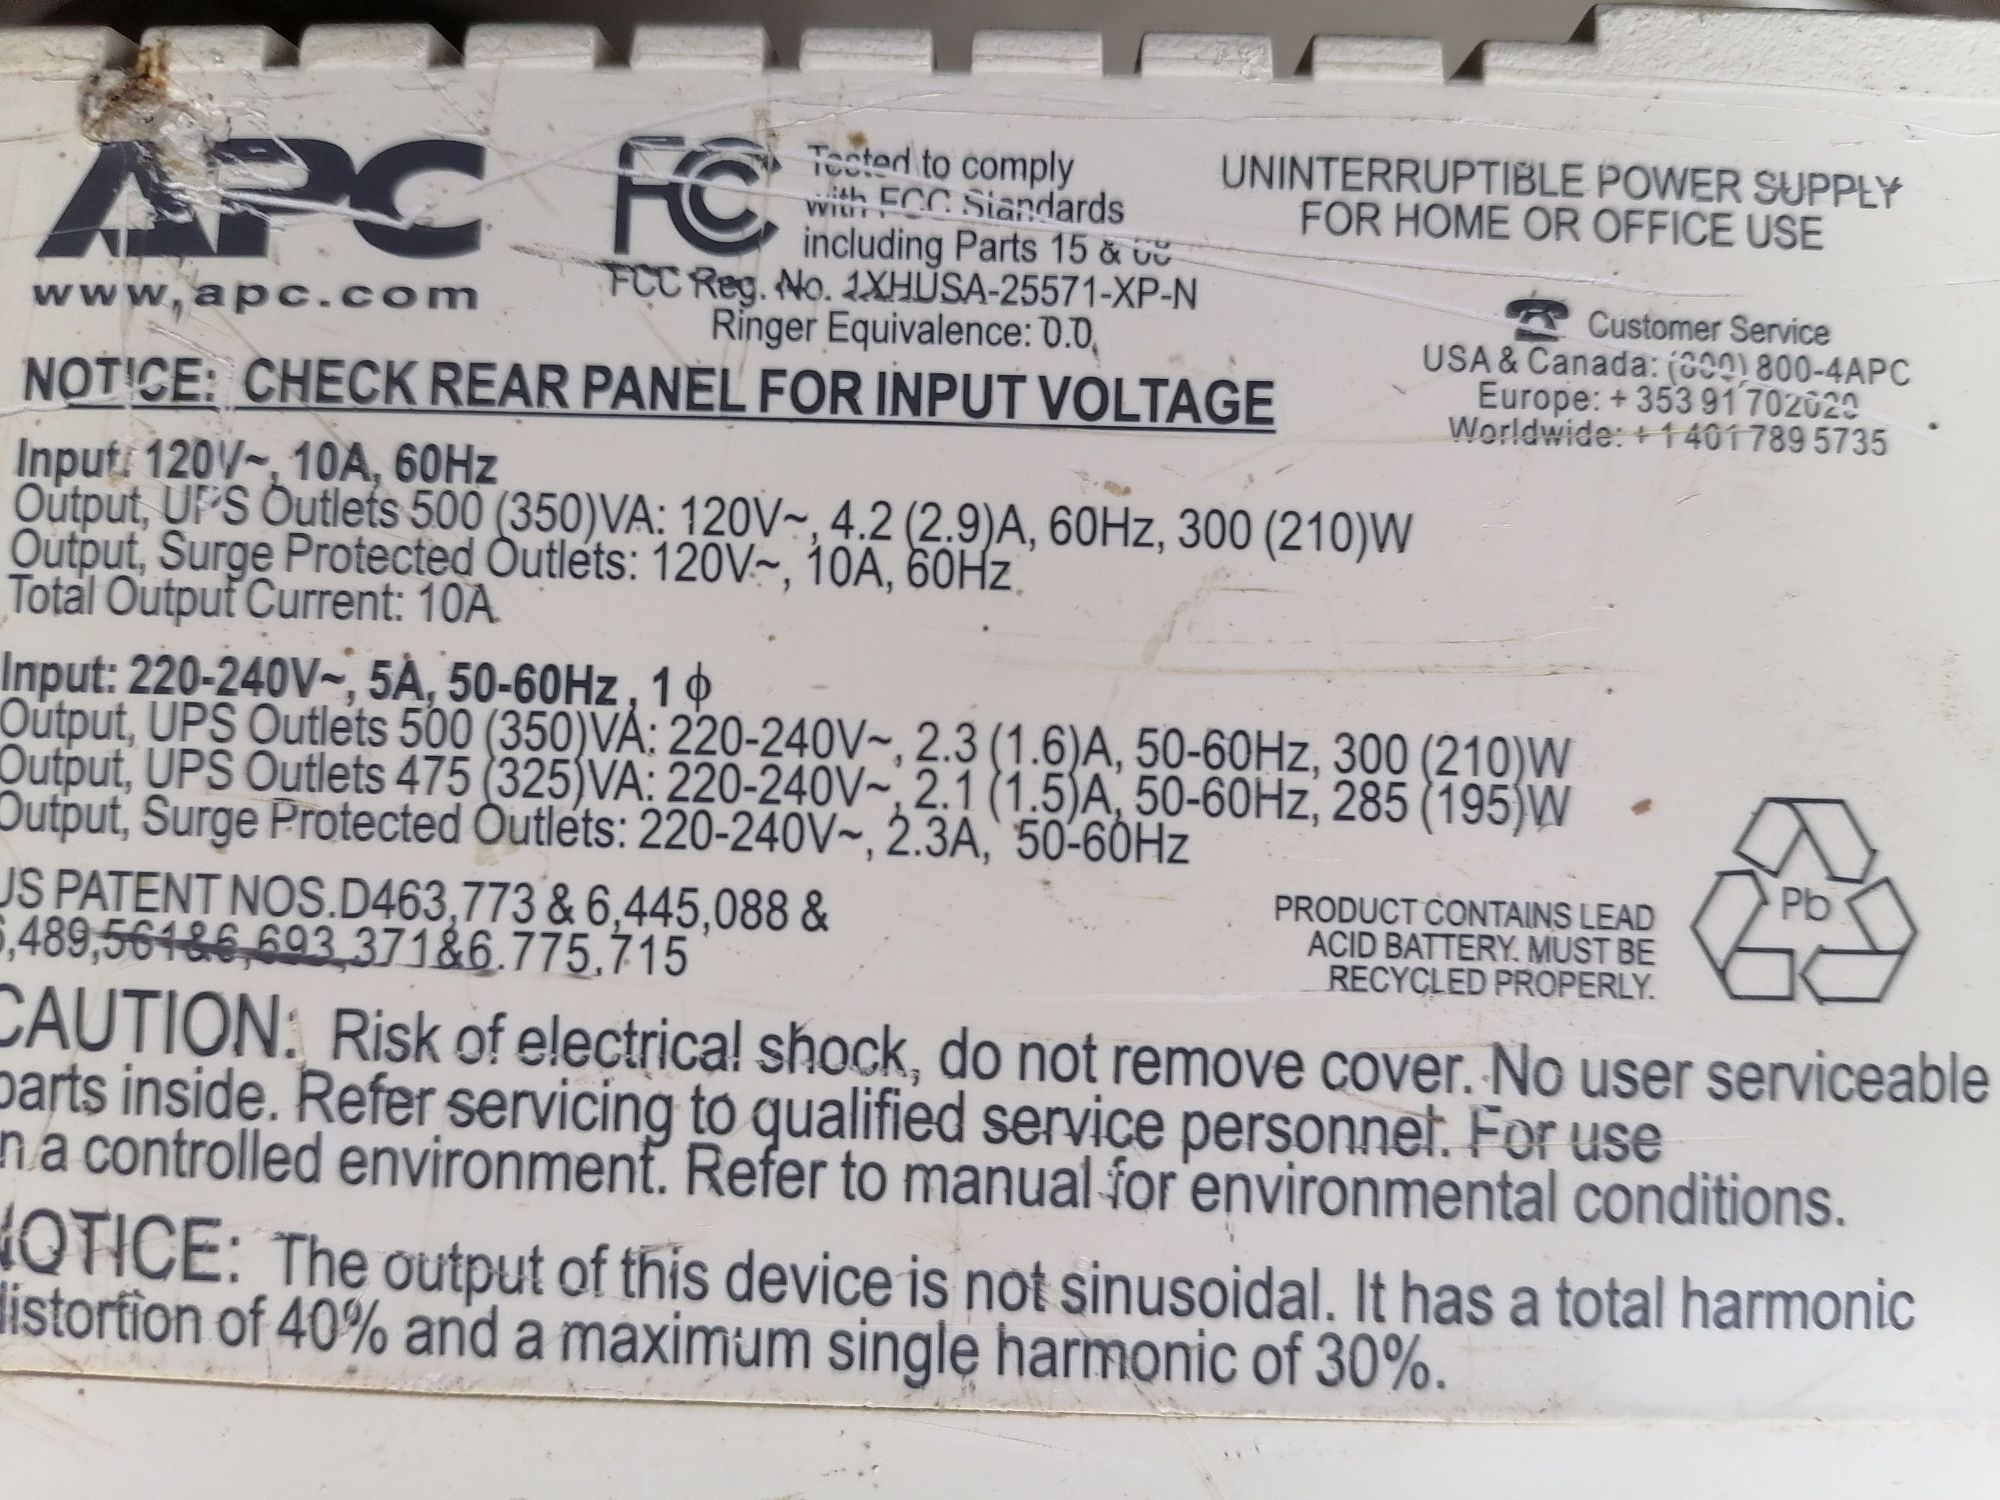 APC
www.apc.com
FC
Tested to comply
with FCC Standards
including Parts 15 & 68
FCC Reg. No. 1XHUSA-25571-XP-N
Ringer Equivalence: 0.0
UNINTERRUPTIBLE POWER SUPPLY
FOR HOME OR OFFICE USE
Customer Service
USA & Canada: (800) 800-4APC
Europe: + 353 91 702020
Worldwide: + 1 401 789 5735
NOTICE: CHECK REAR PANEL FOR INPUT VOLTAGE
Input: 120V~, 10A, 60Hz
Output, UPS Outlets 500 (350)VA: 120V~, 4.2 (2.9)A, 60Hz, 300 (210)W
Output, Surge Protected Outlets: 120V~, 10A, 60Hz
Total Output Current: 10A
Input: 220-240V~, 5A, 50-60Hz , 1 ϕ
Output, UPS Outlets 500 (350)VA: 220-240V~, 2.3 (1.6)A, 50-60Hz, 300 (210)W
Output, UPS Outlets 475 (325)VA: 220-240V~, 2.1 (1.5)A, 50-60Hz, 285 (195)W
Output, Surge Protected Outlets: 220-240V~, 2.3A, 50-60Hz
US PATENT NOS.D463,773 & 6,445,088 &
,489,561&6,693,371&6.775.715
PRODUCT CONTAINS LEAD
ACID BATTERY. MUST BE
RECYCLED PROPERLY.
Pb
CAUTION: Risk of electrical shock, do not remove cover. No user serviceable
parts inside. Refer servicing to qualified service personnel. For use
in a controlled environment. Refer to manual for environmental conditions.
NOTICE: The output of this device is not sinusoidal. It has a total harmonic
distortion of 40% and a maximum single harmonic of 30%.